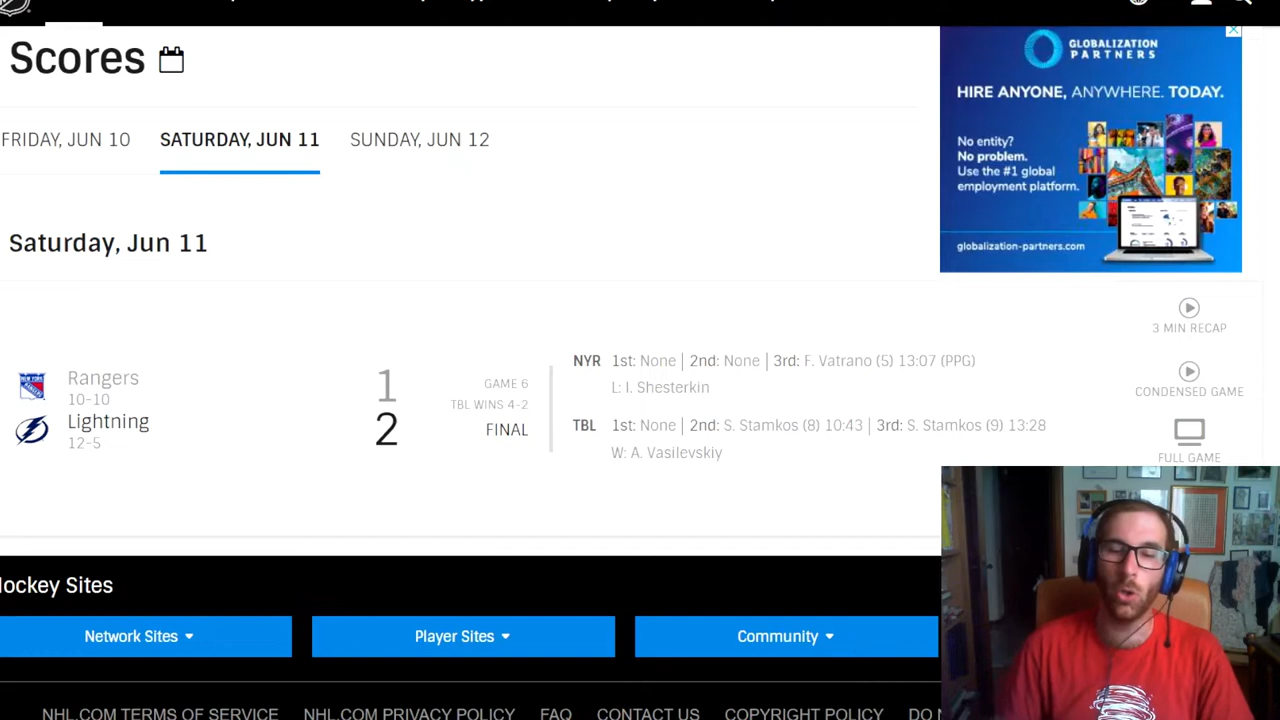 Scores
FRIDAY, JUN 10
SATURDAY, JUN 11
SUNDAY, JUN 12
GLOBALIZATION
PARTNERS
HIRE ANYONE, ANYWHERE. TODAY.
No entity?
No problem.
Use the #1 global
employment platform.
globalization-partners.com
Saturday, Jun 11
3 MIN RECAP
CONDENSED GAME
FULL GAME
Rangers
10-10
1
Lightning
12-5
2
GAME 6
TBL WINS 4-2
FINAL
NYR 1st: None | 2nd: None | 3rd: F. Vatrano (5) 13:07 (PPG)
L: I. Shesterkin
TBL 1st: None | 2nd: S. Stamkos (8) 10:43 | 3rd: S. Stamkos (9) 13:28
W: A. Vasilevskiy
Hockey Sites
Network Sites
Player Sites
Community
NHL.COM TERMS OF SERVICE
NHL.COM PRIVACY POLICY
FAQ
CONTACT US
COPYRIGHT POLICY
DO